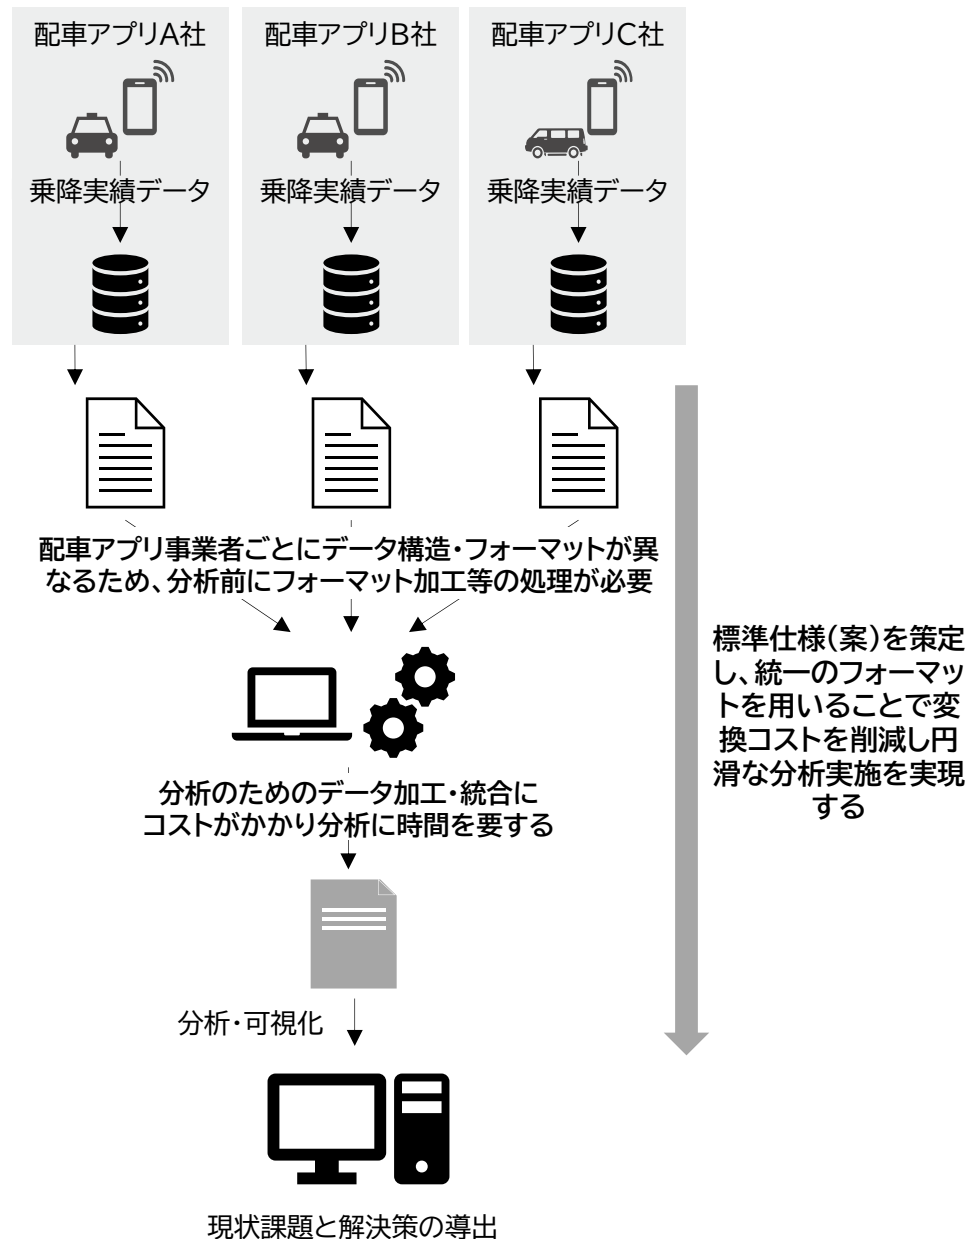 配車アプリA社
配車アプリB社
配車アプリC社
乗降実績データ
乗降実績データ
乗降実績データ
配車アプリ事業者ごとにデータ構造・フォーマットが異
なるため、分析前にフォーマット加工等の処理が必要
標準仕様(案)を策定
し、統一のフォーマッ
トを用いることで変
換コストを削減し円
滑な分析実施を実現
する
分析のためのデータ加工・統合に
コストがかかり分析に時間を要する
分析・可視化
現状課題と解決策の導出